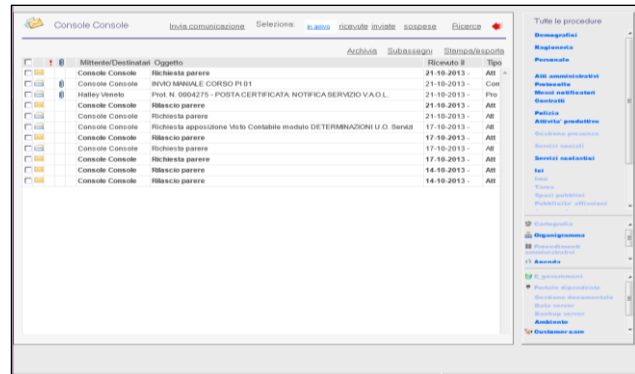 Console Console Invia comunicazione Seleziona: in arrivo ricevute inviate sospese Ricerca
Archivia Subassegni Stampa/esporta
! Mittente/Destinatari Oggetto Ricevuto il Tipo
Console Console Richiesta parere 21-10-2013 - Att
Console Console INVIO MANUALE CORSO PI 01 21-10-2013 - Con
Halley Veneto Prot. N. 0004275 - POSTA CERTIFICATA: NOTIFICA SERVIZIO V.A.O.L. 21-10-2013 - Pro
Console Console Rilascio parere 21-10-2013 - Att
Console Console Richiesta parere 21-10-2013 - Att
Console Console Richiesta apposizione Visto Contabile modulo DETERMINAZIONI U.O. Servizi 17-10-2013 - Att
Console Console Rilascio parere 17-10-2013 - Att
Console Console Richiesta parere 17-10-2013 - Att
Console Console Richiesta parere 17-10-2013 - Att
Console Console Rilascio parere 14-10-2013 - Att
Console Console Rilascio parere 14-10-2013 - Att
Tutte le procedure
Demografici
Ragioneria
Personale
Atti amministrativi
Protocollo
Messi notificatori
Contratti
Polizia
Attivita' produttive
Gestione presenze
Servizi sociali
Servizi scolastici
Ici
Imu
Tarsu
Spazi pubblici
Pubblicita' affissioni
Cartografia
Organigramma
Procedimenti
amministrativi
Agenda
E_government
Portale dipendente
Gestione documentale
Data server
Backup server
Ambiente
Customer care